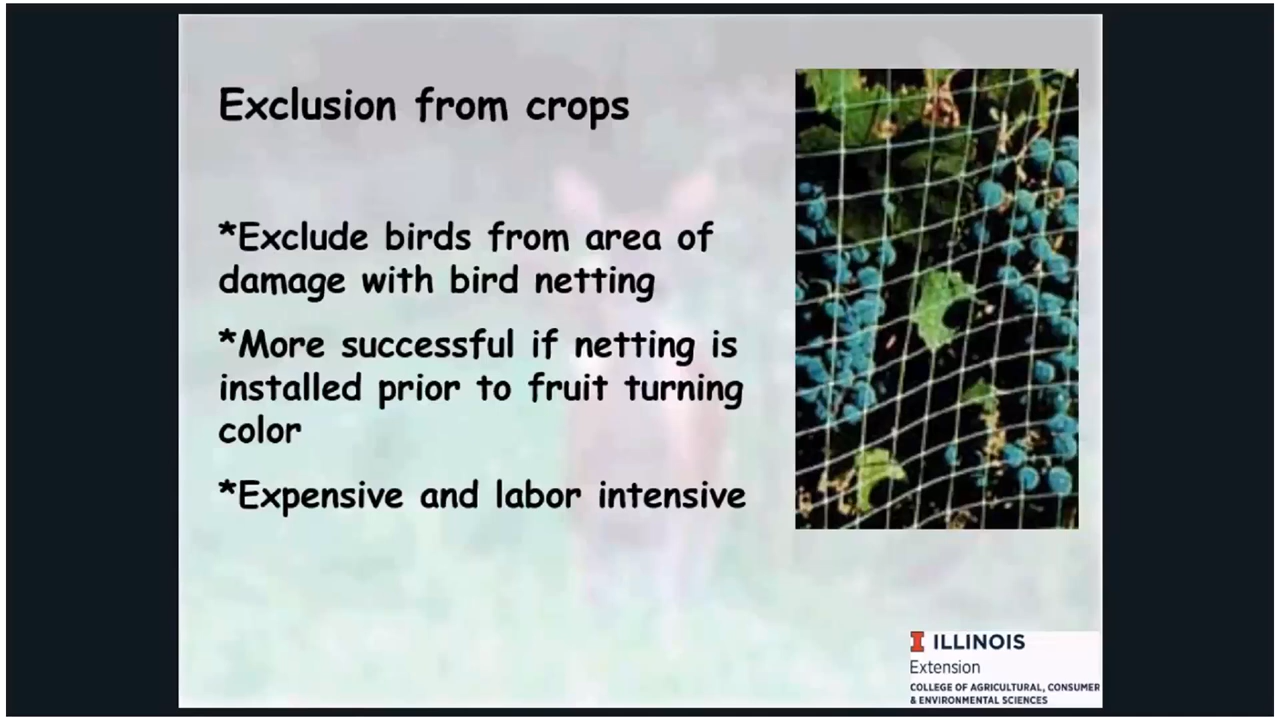 Exclusion from crops
*Exclude birds from area of
damage with bird netting
*More successful if netting is
installed prior to fruit turning
color
*Expensive and labor intensive
I ILLINOIS
Extension
COLLEGE OF AGRICULTURAL, CONSUMER
& ENVIRONMENTAL SCIENCES